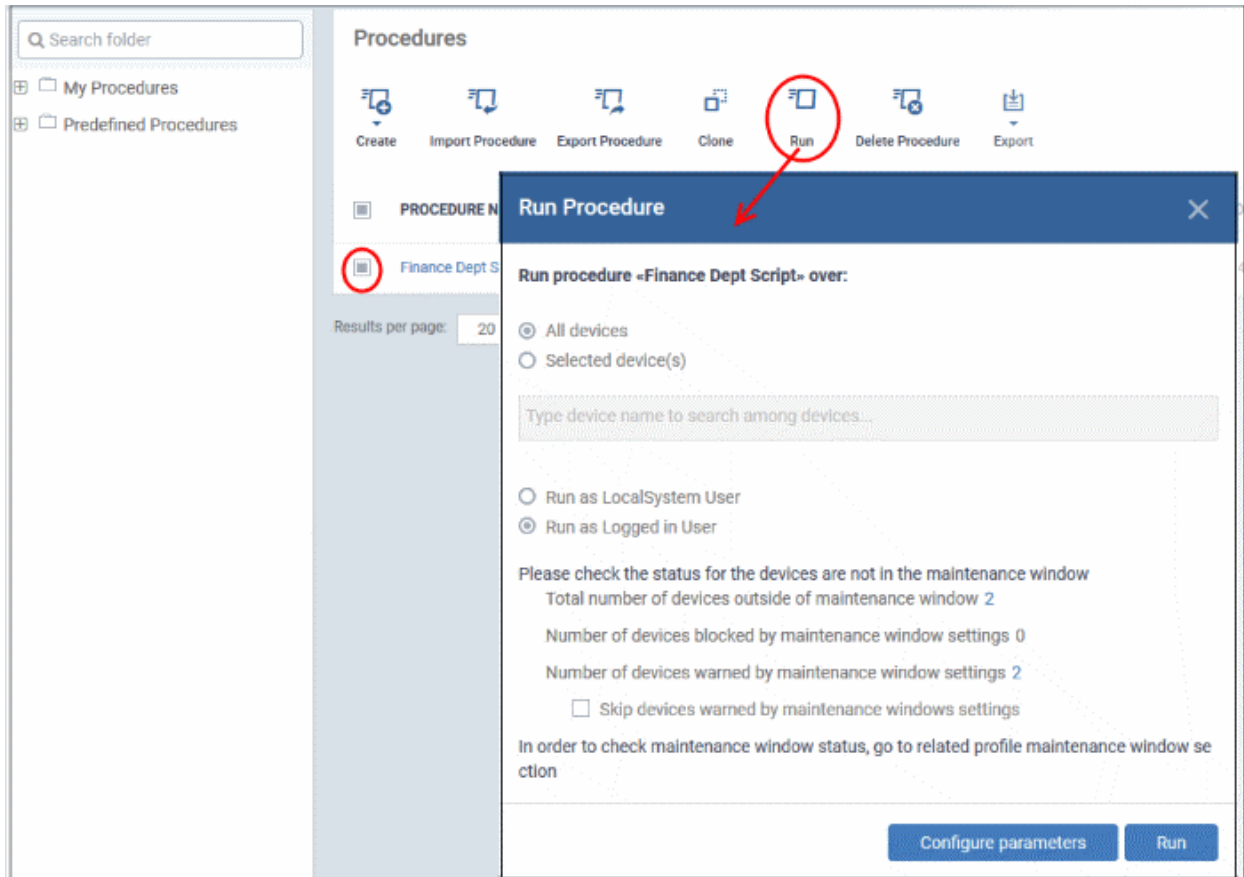 Search folder
My Procedures
Predefined Procedures
Procedures
Create
Import Procedure
Export Procedure
Clone
Run
Delete Procedure
Export
PROCEDURE N
Finance Dept S
Results per page: 20
Run Procedure
Run procedure «Finance Dept Script» over:
All devices
Selected device(s)
Type device name to search among devices...
Run as LocalSystem User
Run as Logged in User
Please check the status for the devices are not in the maintenance window
Total number of devices outside of maintenance window 2
Number of devices blocked by maintenance window settings 0
Number of devices warned by maintenance window settings 2
Skip devices warned by maintenance windows settings
In order to check maintenance window status, go to related profile maintenance window se
ction
Configure parameters
Run